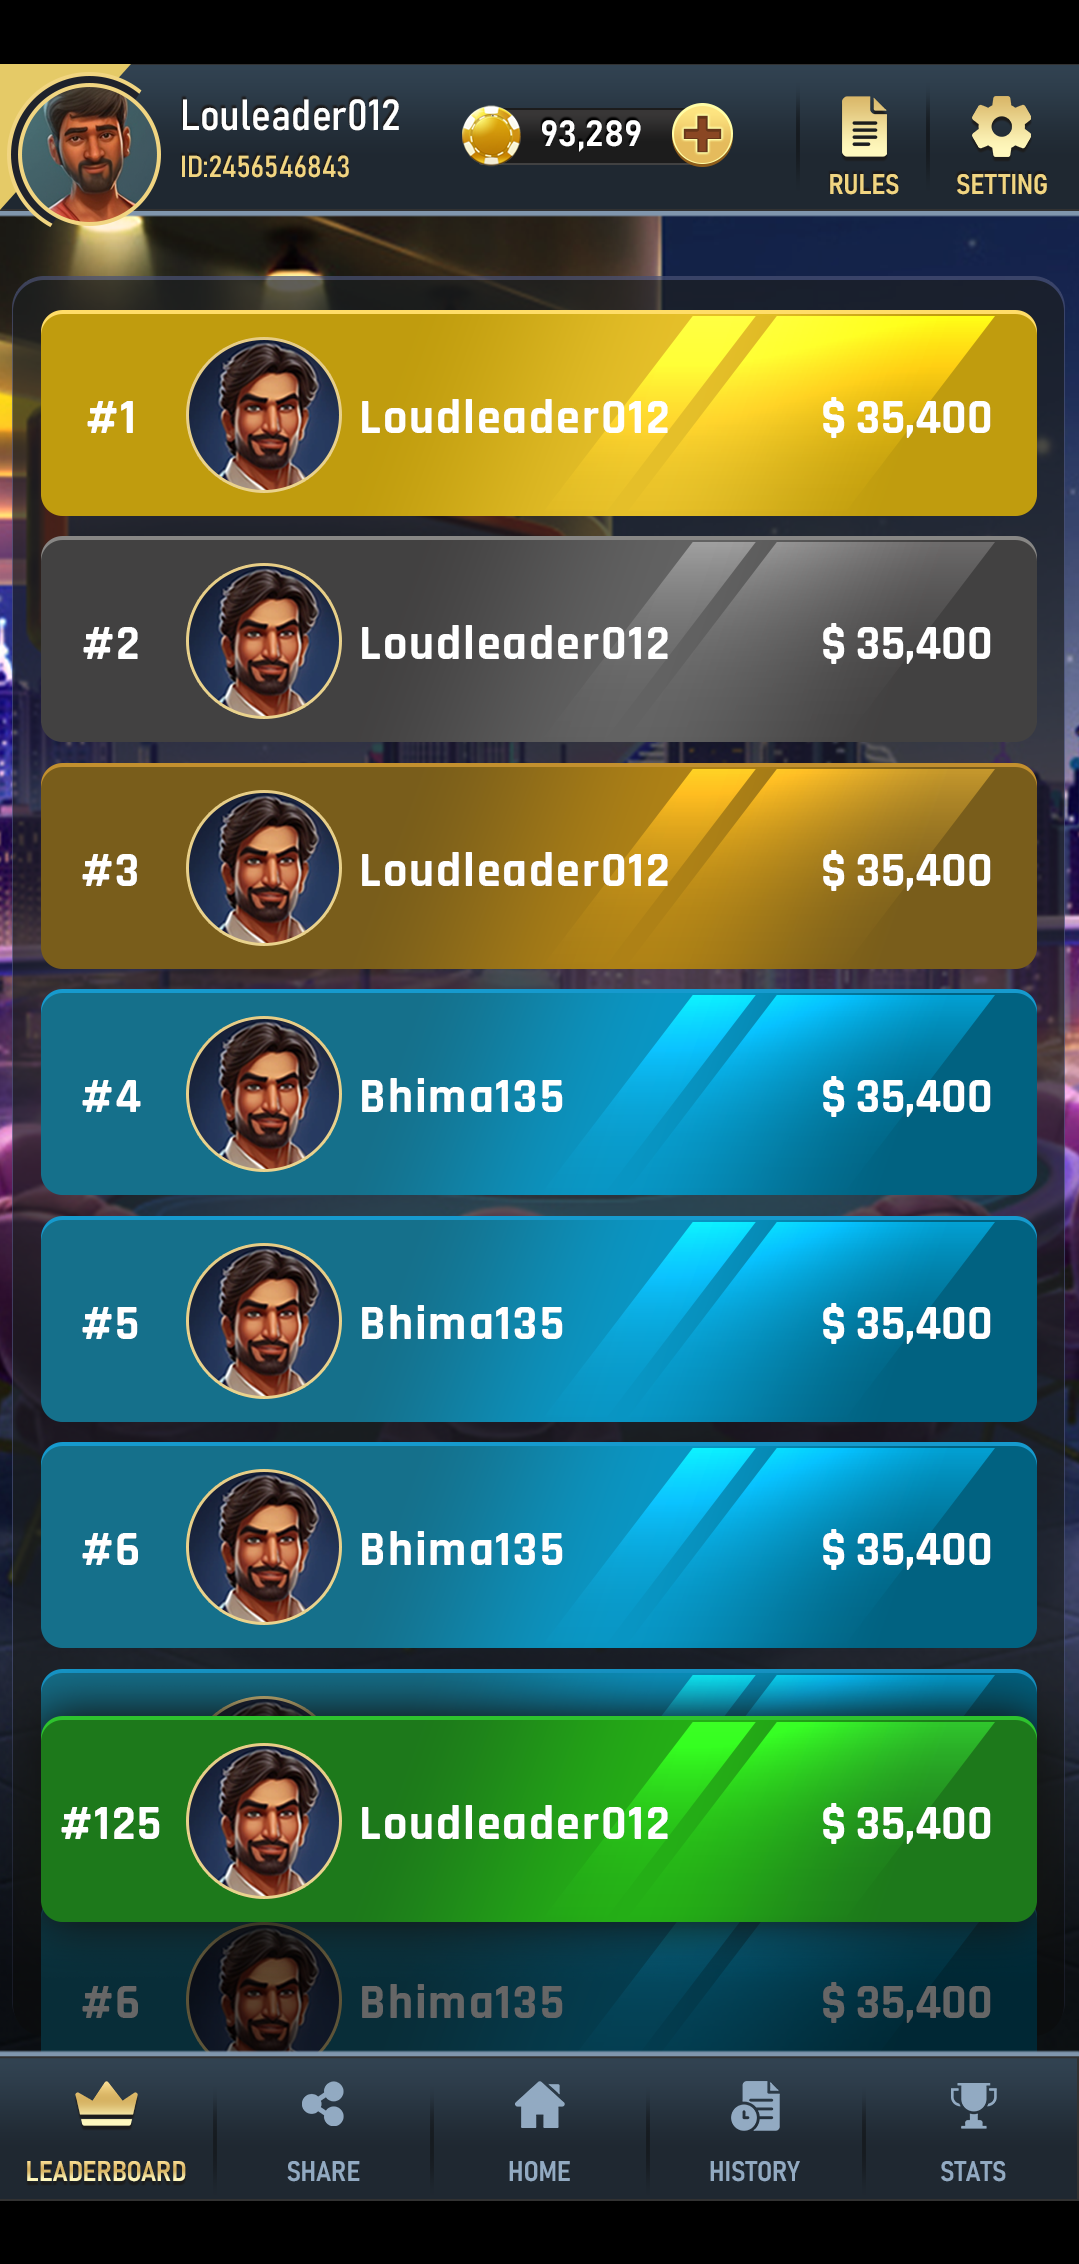 Louleader012
ID:2456546843
93,289
RULES
SETTING
#1 Loudleader012 $ 35,400
#2 Loudleader012 $ 35,400
#3 Loudleader012 $ 35,400
#4 Bhima135 $ 35,400
#5 Bhima135 $ 35,400
#6 Bhima135 $ 35,400
#125 Loudleader012 $ 35,400
#6 Bhima135 $ 35,400
LEADERBOARD SHARE HOME HISTORY STATS